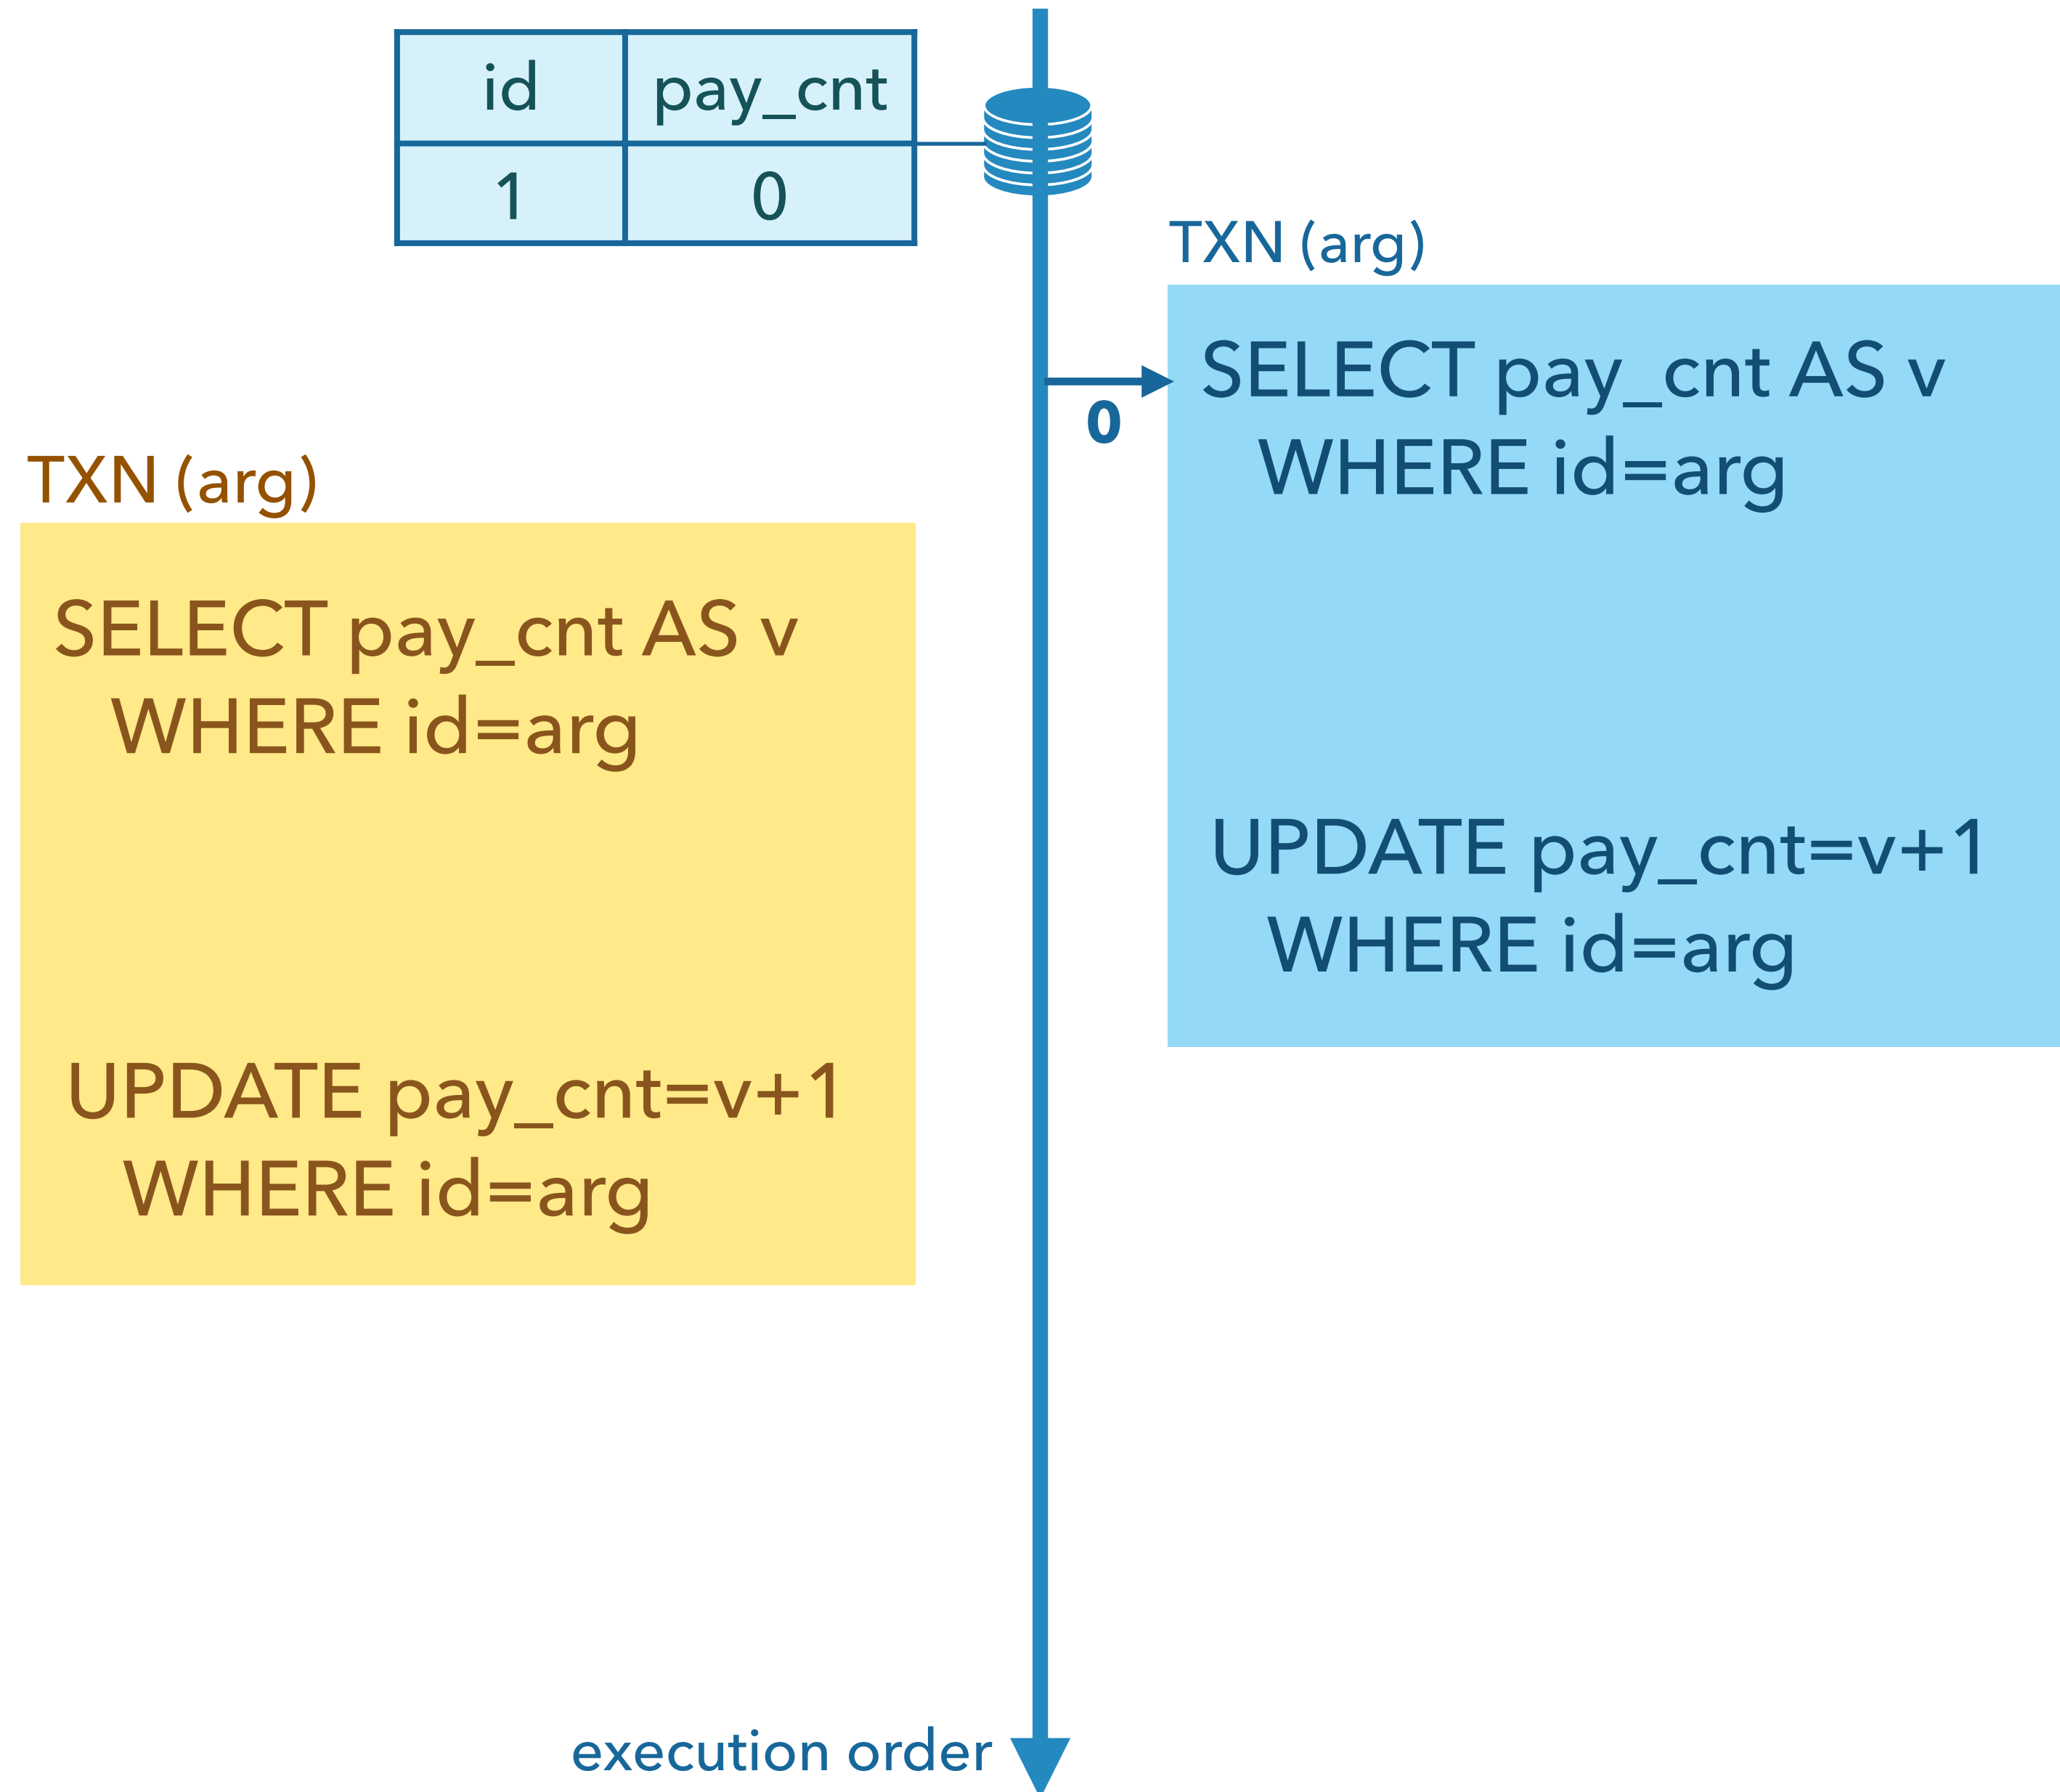 id pay_cnt
1 0
TXN (arg)
SELECT pay_cnt AS v
WHERE id=arg
0
UPDATE pay_cnt=v+1
WHERE id=arg
TXN (arg)
SELECT pay_cnt AS v
WHERE id=arg
UPDATE pay_cnt=v+1
WHERE id=arg
execution order